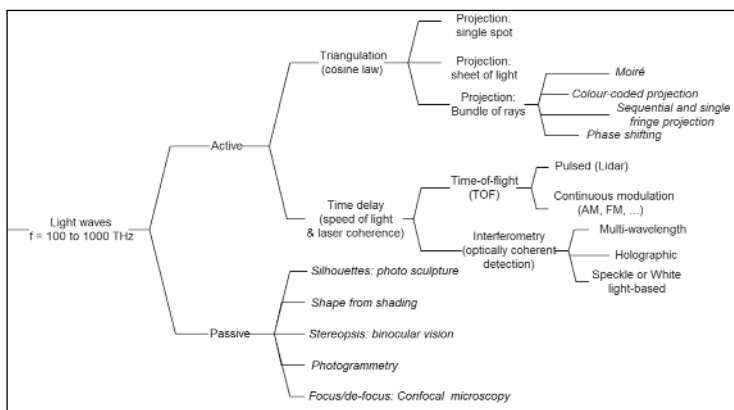 Projection:
single spot
Triangulation
(cosine law)
Projection:
sheet of light
Projection:
Bundle of rays
Moiré
Colour-coded projection
Sequential and single
fringe projection
Phase shifting
Active
Time delay
(speed of light
& laser coherence)
Time-of-flight
(TOF)
Pulsed (Lidar)
Continuous modulation
(AM, FM, ...)
Interferometry
(optically coherent
detection)
Multi-wavelength
Holographic
Speckle or White
light-based
Light waves
f = 100 to 1000 THz
Passive
Silhouettes: photo sculpture
Shape from shading
Stereopsis: binocular vision
Photogrammetry
Focus/de-focus: Confocal microscopy